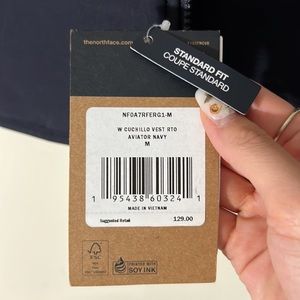 thenorthface.com
STANDARD FIT
COUPE STANDARD
NF0A7RFERG1-M
W CUCHILLO VEST RTO
AVIATOR NAVY
M
1 95438 60324 1
MADE IN VIETNAM
Suggested Retail 129.00
FSC
PRINTED WITH
SOY INK